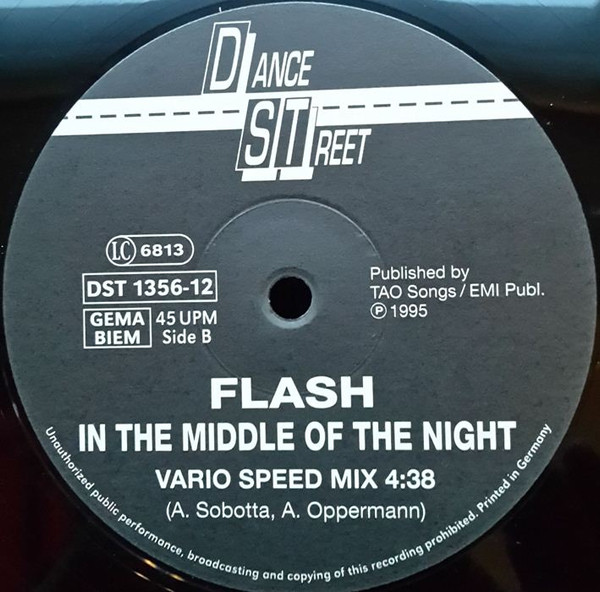 DANCE
STREET
LC 6813
DST 1356-12
GEMA
BIEM
45 UPM
Side B
Published by
TAO Songs / EMI Publ.
℗ 1995
FLASH
IN THE MIDDLE OF THE NIGHT
VARIO SPEED MIX 4:38
(A. Sobotta, A. Oppermann)
Unauthorized public performance, broadcasting and copying of this recording prohibited. Printed in Germany